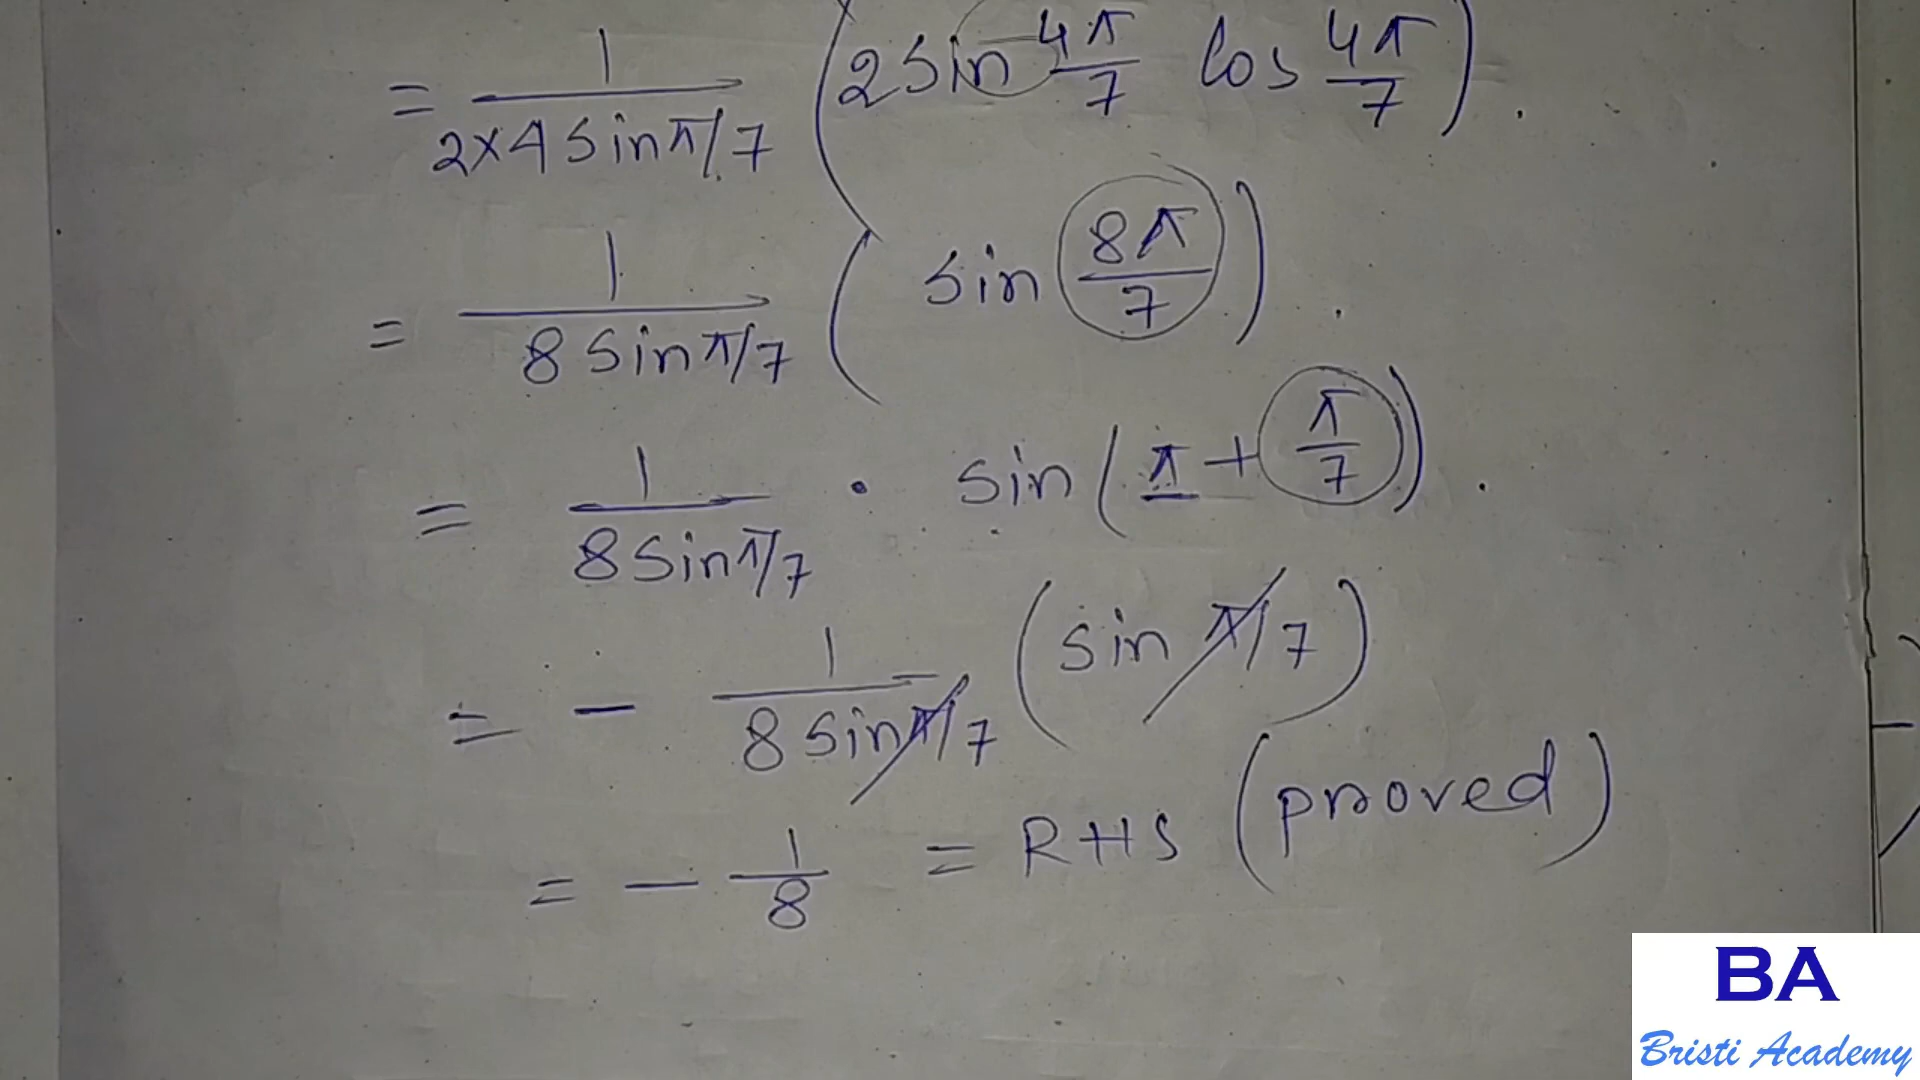 = 1/(2×4 sin π/7) (2 sin 4π/7 cos 4π/7).
= 1/(8 sin π/7) (sin 8π/7).
= 1/(8 sin π/7) · sin(π + π/7).
= - 1/(8 sin π/7) (sin π/7)
= - 1/8 = RHS (proved)
BA
Bristi Academy